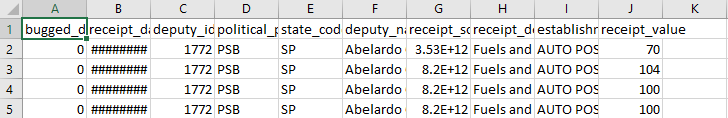 A B C D E F G H I J K
1 bugged_d receipt_da deputy_id political_p state_cod deputy_na receipt_so receipt_de establishm receipt_value
2 0 ######## 1772 PSB SP Abelardo 3.53E+12 Fuels and AUTO POS 70
3 0 ######## 1772 PSB SP Abelardo 8.2E+12 Fuels and AUTO POS 104
4 0 ######## 1772 PSB SP Abelardo 8.2E+12 Fuels and AUTO POS 100
5 0 ######## 1772 PSB SP Abelardo 8.2E+12 Fuels and AUTO POS 100